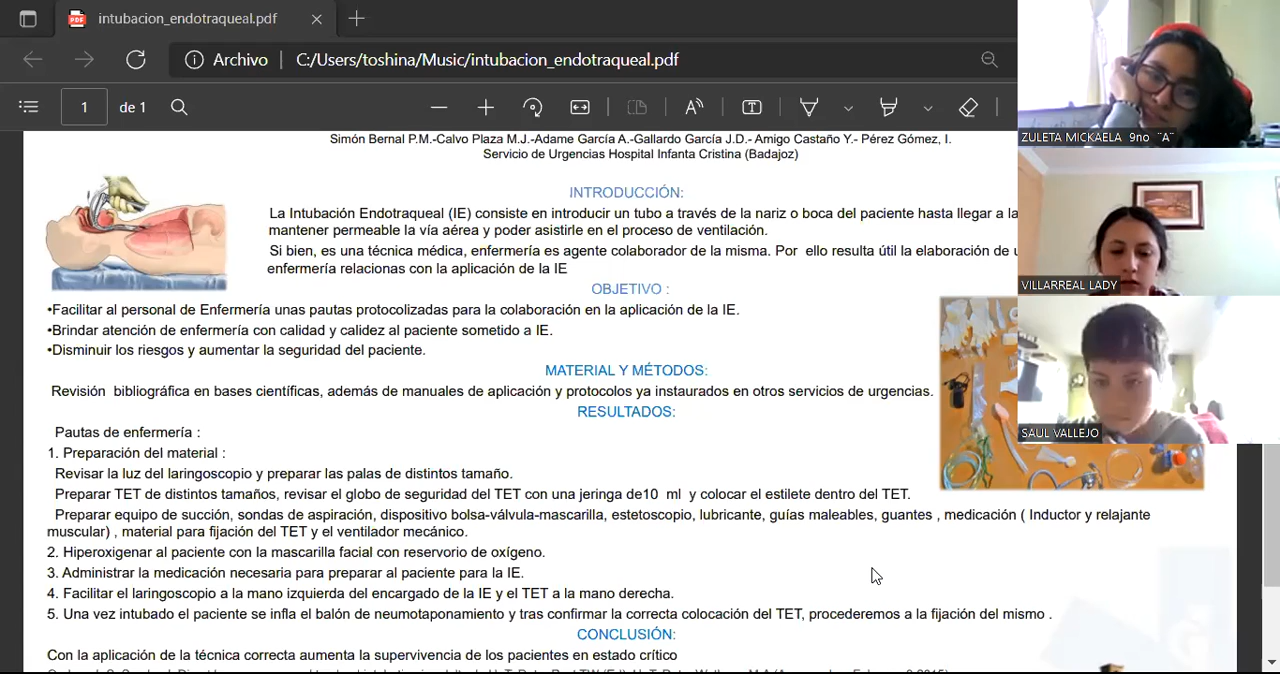 intubacion_endotraqueal.pdf
Archivo
C:/Users/toshina/Music/intubacion_endotraqueal.pdf
1 de 1
Simón Bernal P.M.-Calvo Plaza M.J.-Adame García A.-Gallardo García J.D.- Amigo Castaño Y.- Pérez Gómez, I.
Servicio de Urgencias Hospital Infanta Cristina (Badajoz)
INTRODUCCIÓN:
La Intubación Endotraqueal (IE) consiste en introducir un tubo a través de la nariz o boca del paciente hasta llegar a la
mantener permeable la vía aérea y poder asistirle en el proceso de ventilación.
Si bien, es una técnica médica, enfermería es agente colaborador de la misma. Por ello resulta útil la elaboración de
enfermería relacionas con la aplicación de la IE
OBJETIVO :
•Facilitar al personal de Enfermería unas pautas protocolizadas para la colaboración en la aplicación de la IE.
•Brindar atención de enfermería con calidad y calidez al paciente sometido a IE.
•Disminuir los riesgos y aumentar la seguridad del paciente.
MATERIAL Y MÉTODOS:
Revisión bibliográfica en bases científicas, además de manuales de aplicación y protocolos ya instaurados en otros servicios de urgencias.
RESULTADOS:
Pautas de enfermería :
1. Preparación del material :
Revisar la luz del laringoscopio y preparar las palas de distintos tamaño.
Preparar TET de distintos tamaños, revisar el globo de seguridad del TET con una jeringa de10 ml y colocar el estilete dentro del TET.
Preparar equipo de succión, sondas de aspiración, dispositivo bolsa-válvula-mascarilla, estetoscopio, lubricante, guías maleables, guantes , medicación ( Inductor y relajante
muscular) , material para fijación del TET y el ventilador mecánico.
2. Hiperoxigenar al paciente con la mascarilla facial con reservorio de oxígeno.
3. Administrar la medicación necesaria para preparar al paciente para la IE.
4. Facilitar el laringoscopio a la mano izquierda del encargado de la IE y el TET a la mano derecha.
5. Una vez intubado el paciente se infla el balón de neumotaponamiento y tras confirmar la correcta colocación del TET, procederemos a la fijación del mismo .
CONCLUSIÓN:
Con la aplicación de la técnica correcta aumenta la supervivencia de los pacientes en estado crítico
ZULETA MICKAELA 9no ¨A¨
VILLARREAL LADY
SAUL VALLEJO